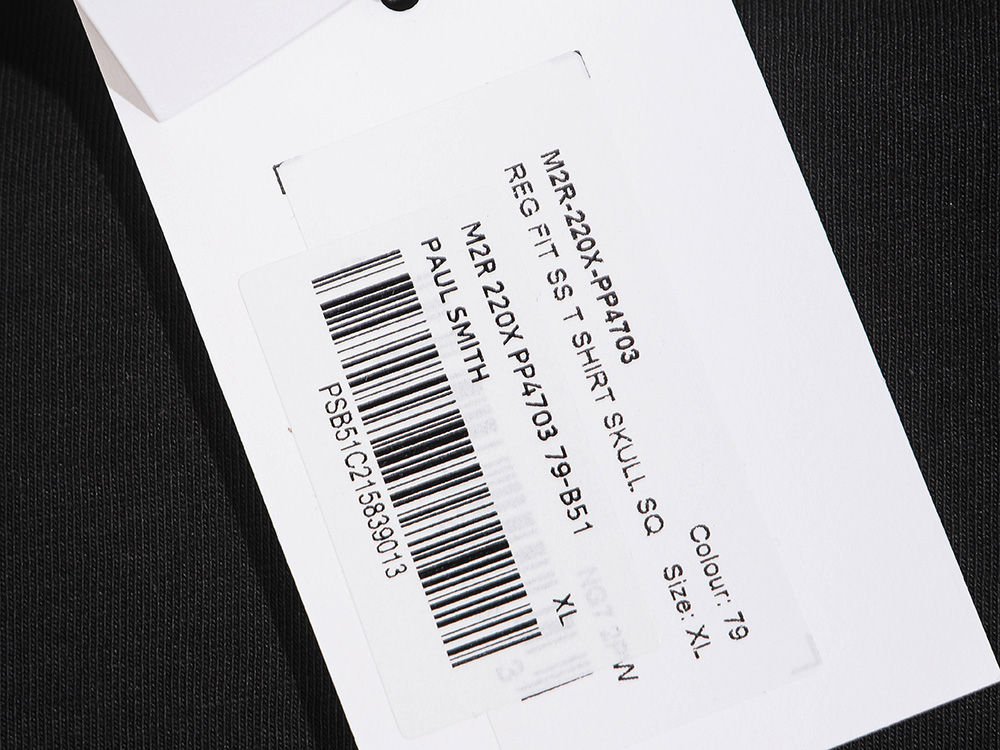 M2R-220X-PP4703
REG FIT SS T SHIRT SKULL SQ
Colour: 79
Size: XL
M2R 220X PP4703 79-B51
PAUL SMITH
XL
PSB51C215839013